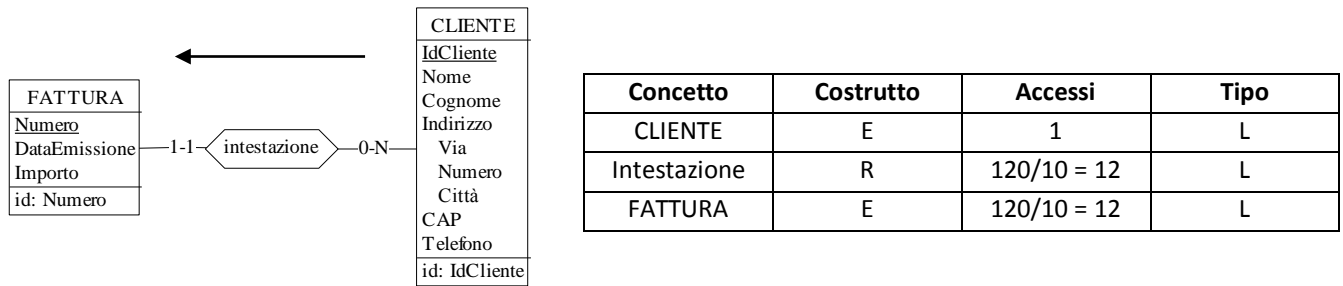 CLIENTE
IdCliente
Nome
Cognome
Indirizzo
Via
Numero
Città
CAP
Telefono
id: IdCliente
FATTURA
Numero
DataEmissione
Importo
id: Numero
1-1
intestazione
0-N
Concetto Costrutto Accessi Tipo
CLIENTE E 1 L
Intestazione R 120/10 = 12 L
FATTURA E 120/10 = 12 L